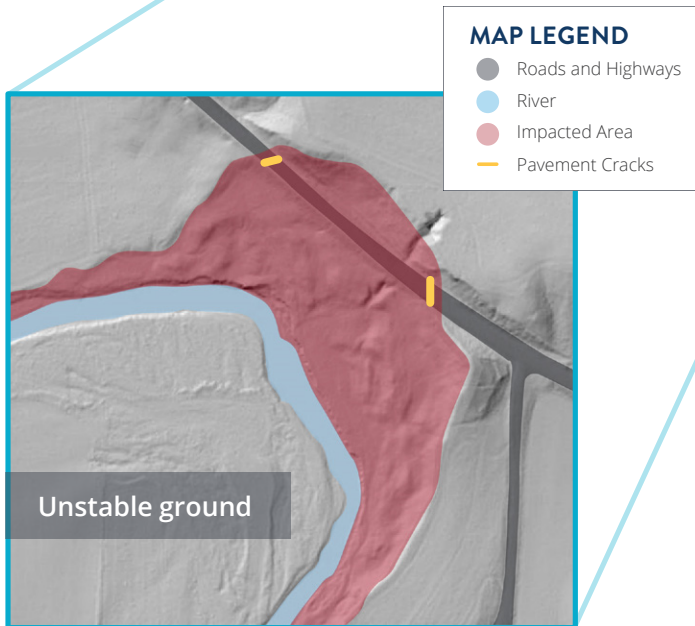 MAP LEGEND
Roads and Highways
River
Impacted Area
Pavement Cracks
Unstable ground